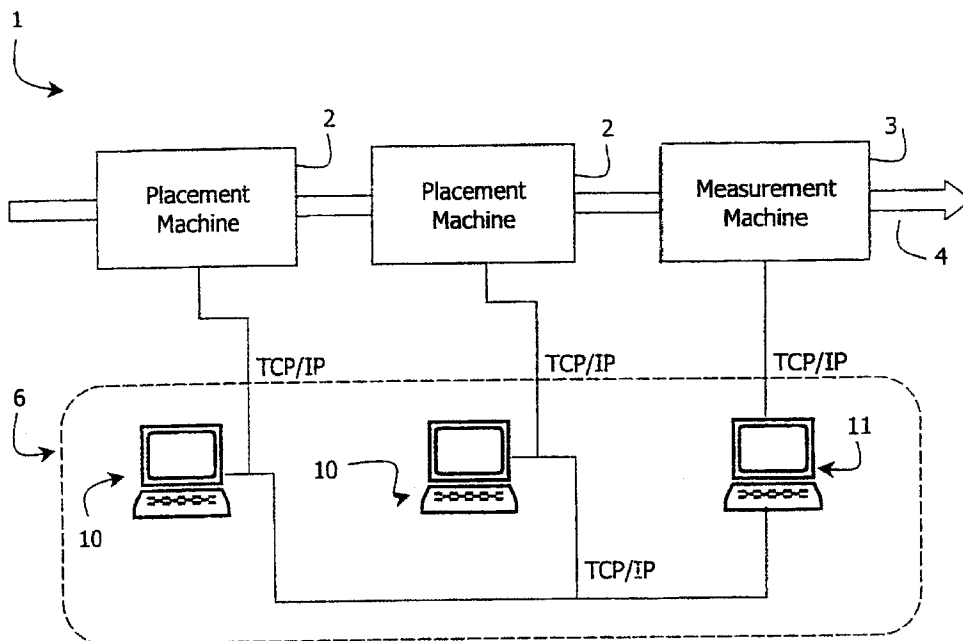 1
2
2
3
Placement
Machine
Placement
Machine
Measurement
Machine
4
TCP/IP
TCP/IP
TCP/IP
6
11
10
10
TCP/IP